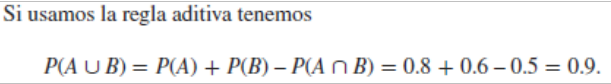 Si usamos la regla aditiva tenemos
P(A ∪ B) = P(A) + P(B) – P(A ∩ B) = 0.8 + 0.6 – 0.5 = 0.9.